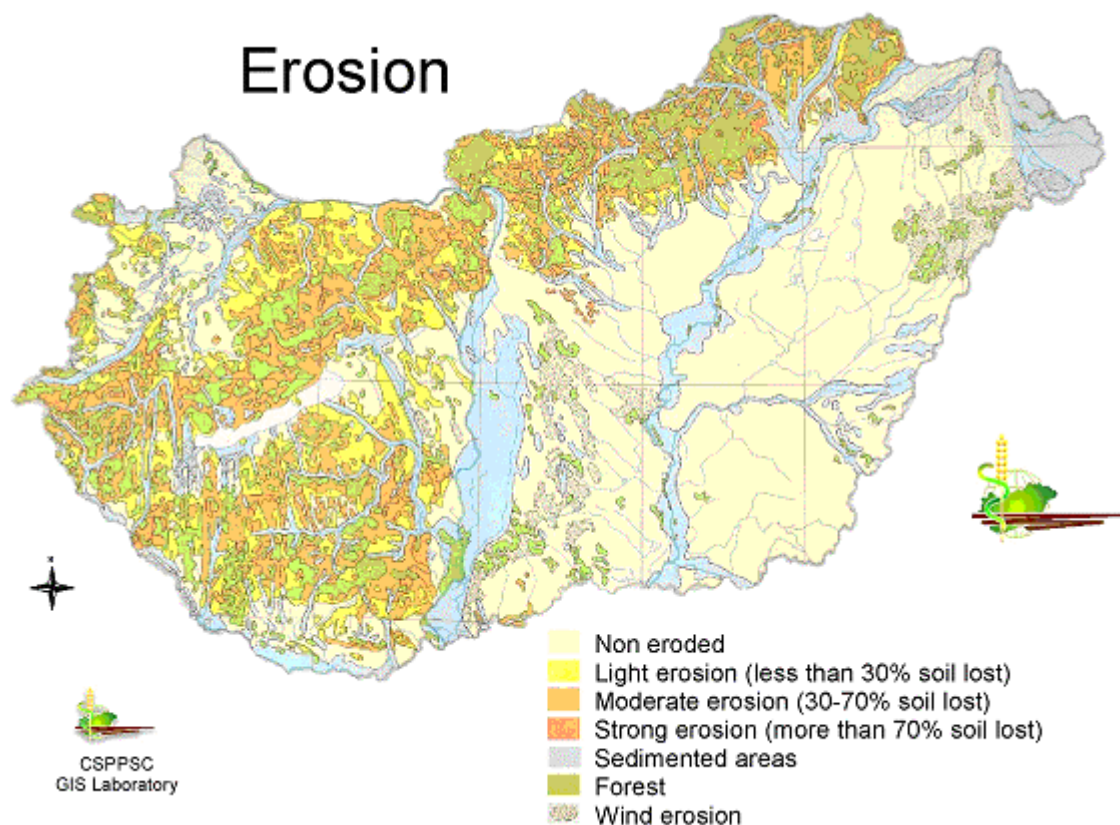 Erosion
Non eroded
Light erosion (less than 30% soil lost)
Moderate erosion (30-70% soil lost)
Strong erosion (more than 70% soil lost)
Sedimented areas
Forest
Wind erosion
CSPPSC
GIS Laboratory